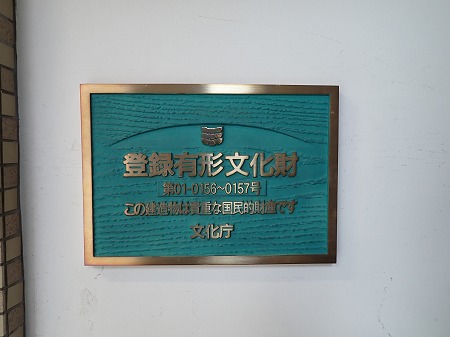 登録有形文化財
第01-0156～0157号
この建造物は貴重な国民的財産です
文化庁